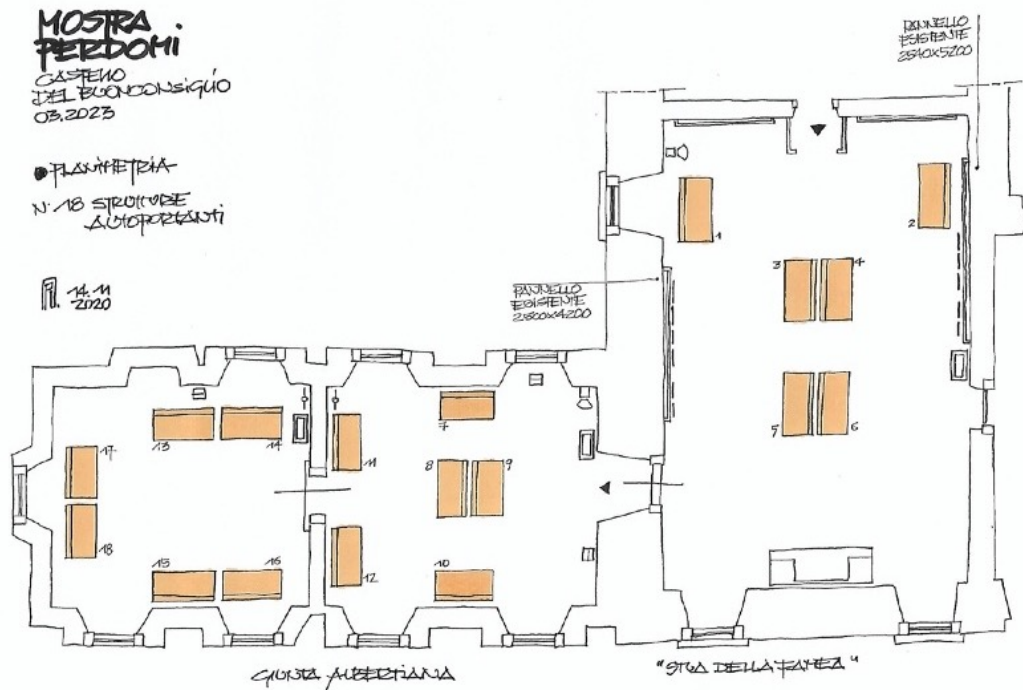 MOSTRA
PERDOMI
CASTELLO
DEL BUONCONSIGLIO
03.2023
PLANIMETRIA
N. 18 STRUTTURE
AUTOPORTANTI
14.11
2020
PANNELLO
ESISTENTE
2540x5200
PANNELLO
ESISTENTE
2800x4200
1
2
3
4
5
6
7
8
9
10
11
12
13
14
15
16
17
18
GIUNTA ALBERTIANA
"STUA DELLA FAMEA"